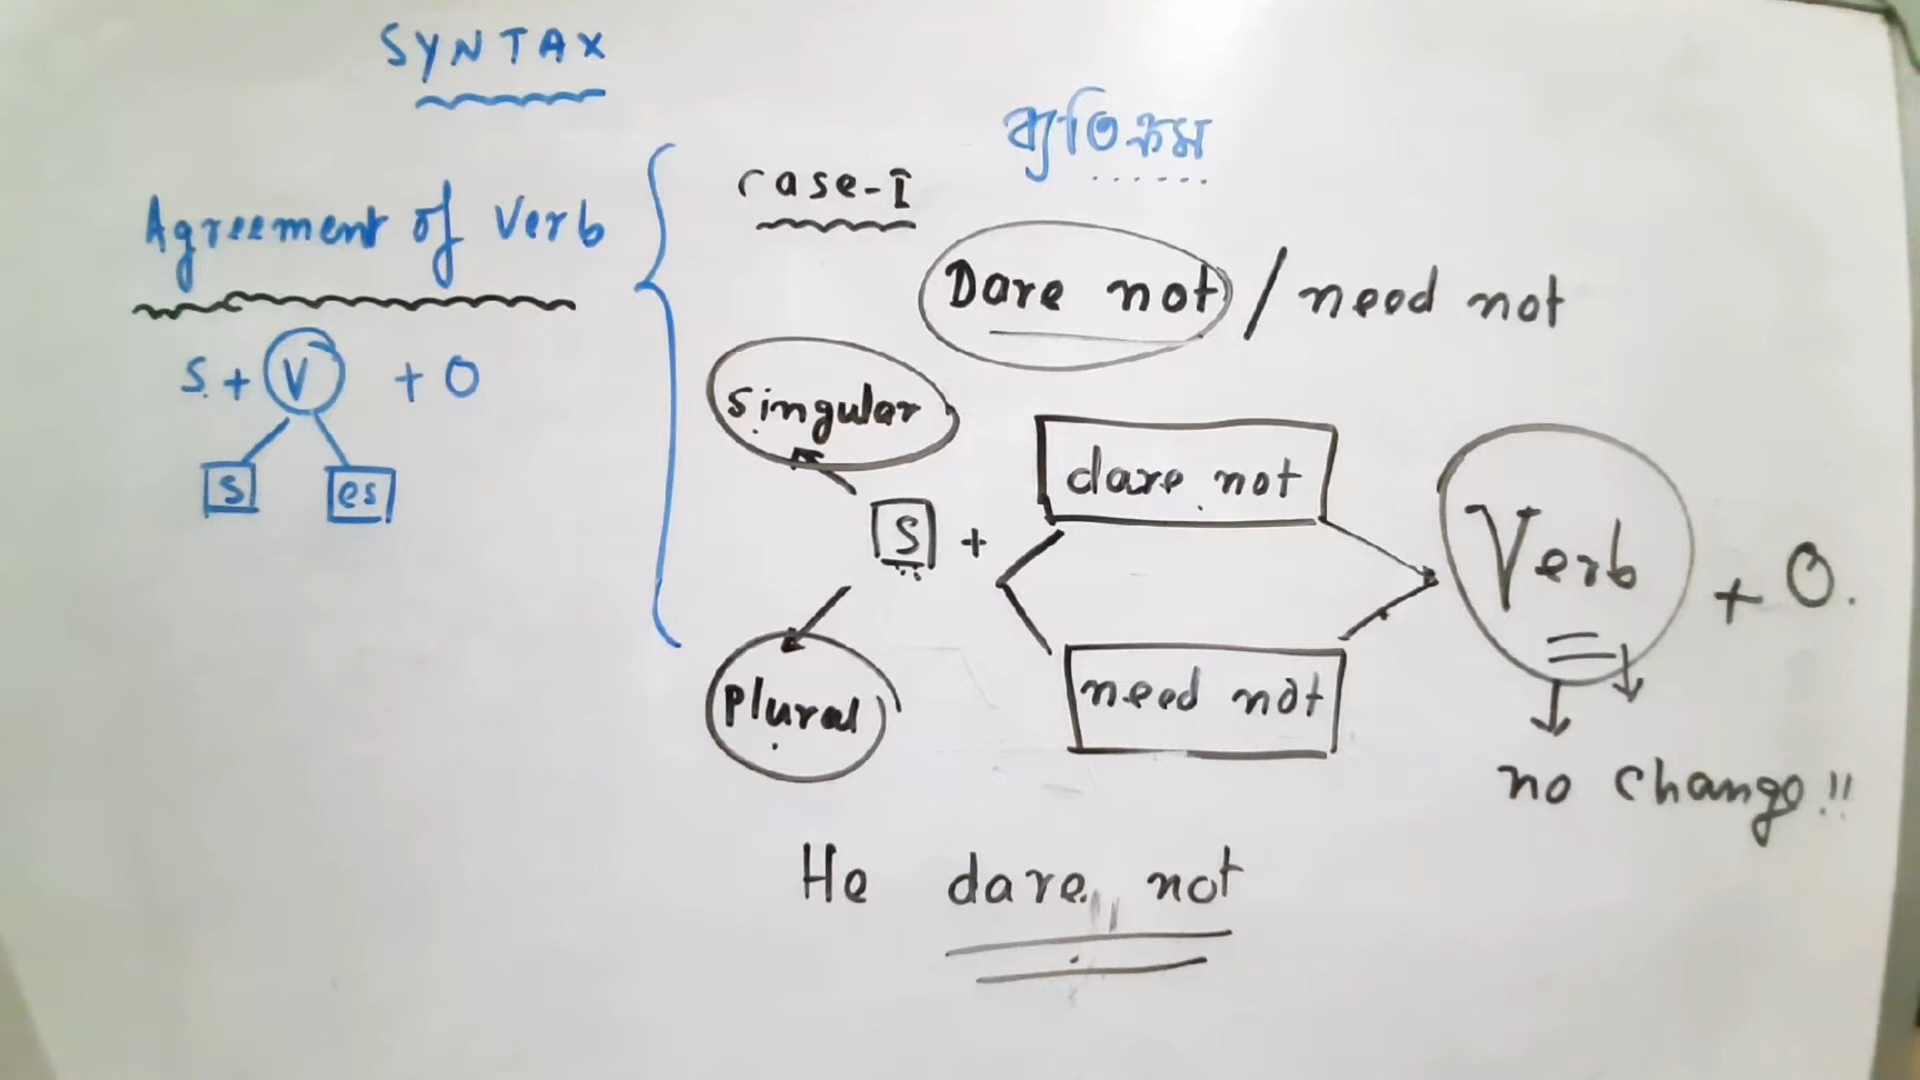 SYNTAX
Agreement of Verb
S + V + O
s es
ব্যতিক্রম
case-I
Dare not / need not
singular
S + dare not Verb + O.
Plural
need not
no change!!
He dare not